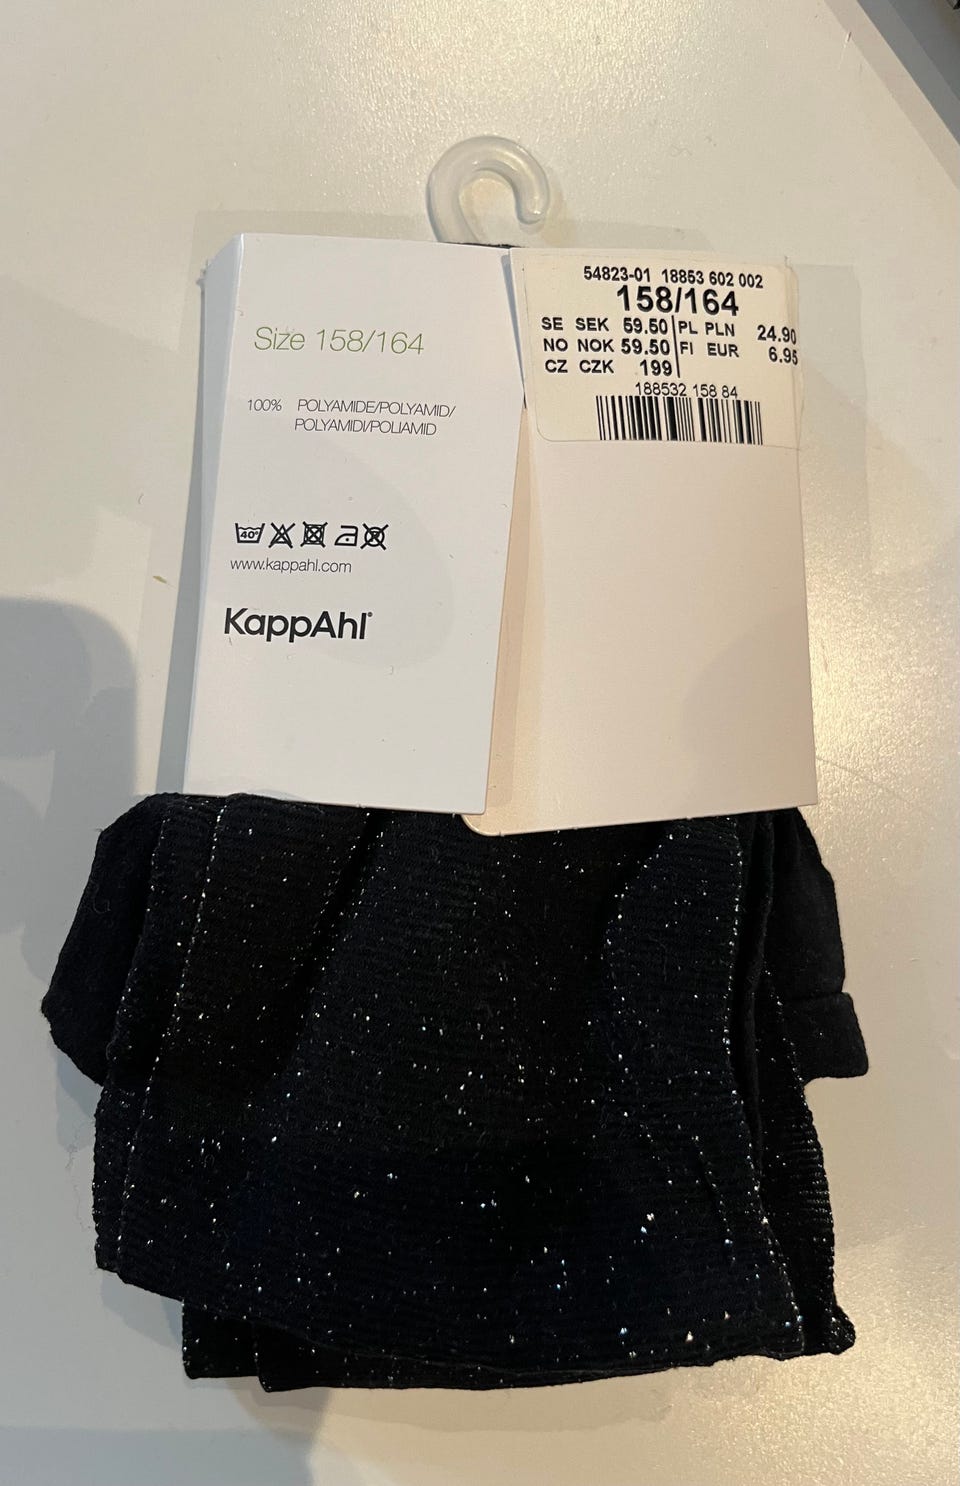 Size 158/164
100% POLYAMIDE/POLYAMID/
POLYAMIDI/POLIAMID
40°
www.kappahl.com
KappAhl®
54823-01 18853 602 002
158/164
SE SEK 59.50 PL PLN 24.90
NO NOK 59.50 FI EUR 6.95
CZ CZK 199
188532 158 84